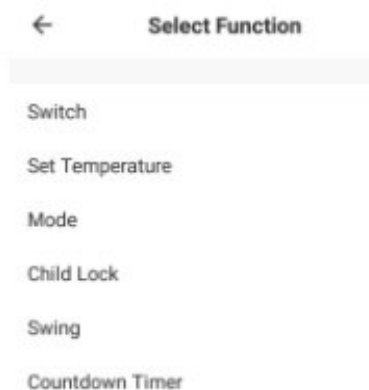 Select Function
Switch
Set Temperature
Mode
Child Lock
Swing
Countdown Timer